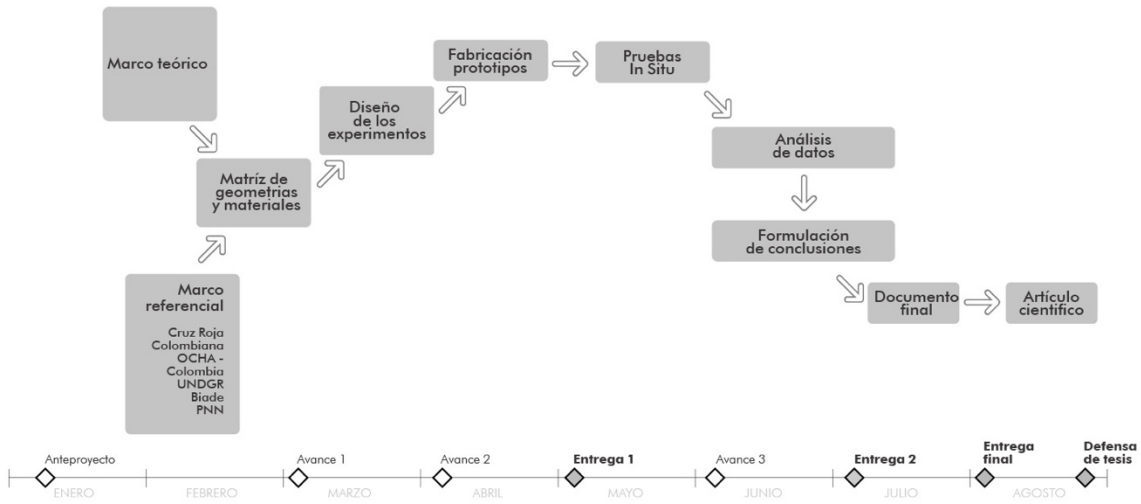 Marco teórico
Matríz de
geometrias
y materiales
Marco
referencial
Cruz Roja
Colombiana
OCHA -
Colombia
UNDGR
Biade
PNN
Diseño
de los
experimentos
Fabricación
prototipos
Pruebas
In Situ
Análisis
de datos
Formulación
de conclusiones
Documento
final
Artículo
cientifico
Anteproyecto
Avance 1
Avance 2
Entrega 1
Avance 3
Entrega 2
Entrega
final
Defensa
de tesis
ENERO
FEBRERO
MARZO
ABRIL
MAYO
JUNIO
JULIO
AGOSTO